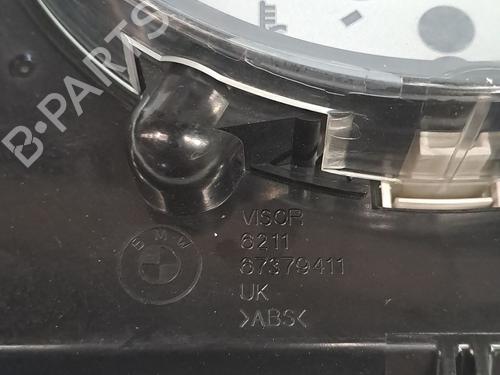 B-PARTS
VISOR
6211
67379411
UK
>ABS<
BMW